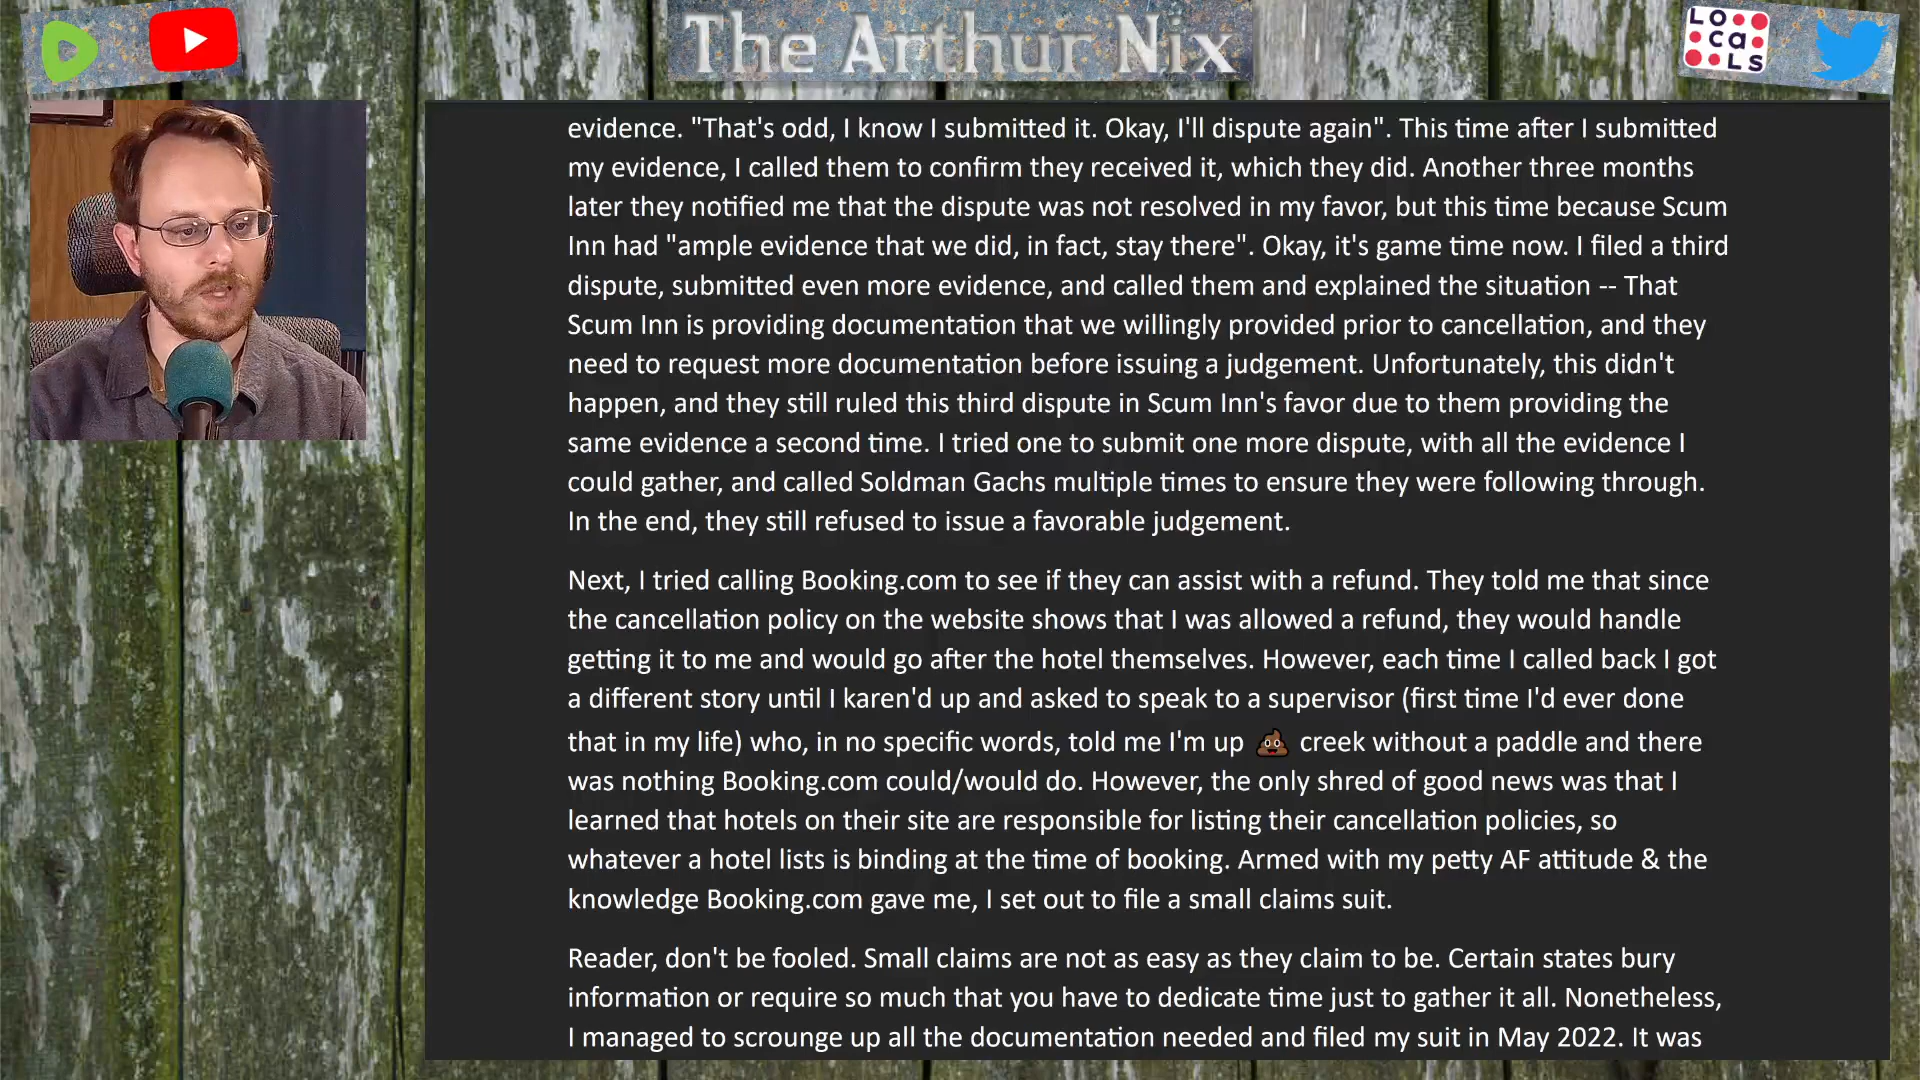 The Arthur Nix
LO
ca
LS
evidence. "That's odd, I know I submitted it. Okay, I'll dispute again". This time after I submitted
my evidence, I called them to confirm they received it, which they did. Another three months
later they notified me that the dispute was not resolved in my favor, but this time because Scum
Inn had "ample evidence that we did, in fact, stay there". Okay, it's game time now. I filed a third
dispute, submitted even more evidence, and called them and explained the situation -- That
Scum Inn is providing documentation that we willingly provided prior to cancellation, and they
need to request more documentation before issuing a judgement. Unfortunately, this didn't
happen, and they still ruled this third dispute in Scum Inn's favor due to them providing the
same evidence a second time. I tried one to submit one more dispute, with all the evidence I
could gather, and called Soldman Gachs multiple times to ensure they were following through.
In the end, they still refused to issue a favorable judgement.
Next, I tried calling Booking.com to see if they can assist with a refund. They told me that since
the cancellation policy on the website shows that I was allowed a refund, they would handle
getting it to me and would go after the hotel themselves. However, each time I called back I got
a different story until I karen'd up and asked to speak to a supervisor (first time I'd ever done
that in my life) who, in no specific words, told me I'm up 💩 creek without a paddle and there
was nothing Booking.com could/would do. However, the only shred of good news was that I
learned that hotels on their site are responsible for listing their cancellation policies, so
whatever a hotel lists is binding at the time of booking. Armed with my petty AF attitude & the
knowledge Booking.com gave me, I set out to file a small claims suit.
Reader, don't be fooled. Small claims are not as easy as they claim to be. Certain states bury
information or require so much that you have to dedicate time just to gather it all. Nonetheless,
I managed to scrounge up all the documentation needed and filed my suit in May 2022. It was